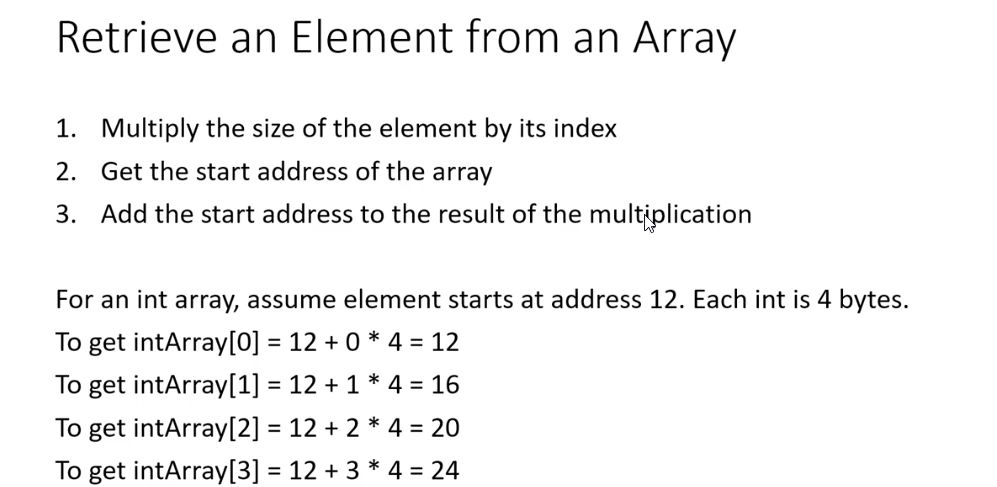 Retrieve an Element from an Array
1. Multiply the size of the element by its index
2. Get the start address of the array
3. Add the start address to the result of the multiplication
For an int array, assume element starts at address 12. Each int is 4 bytes.
To get intArray[0] = 12 + 0 * 4 = 12
To get intArray[1] = 12 + 1 * 4 = 16
To get intArray[2] = 12 + 2 * 4 = 20
To get intArray[3] = 12 + 3 * 4 = 24